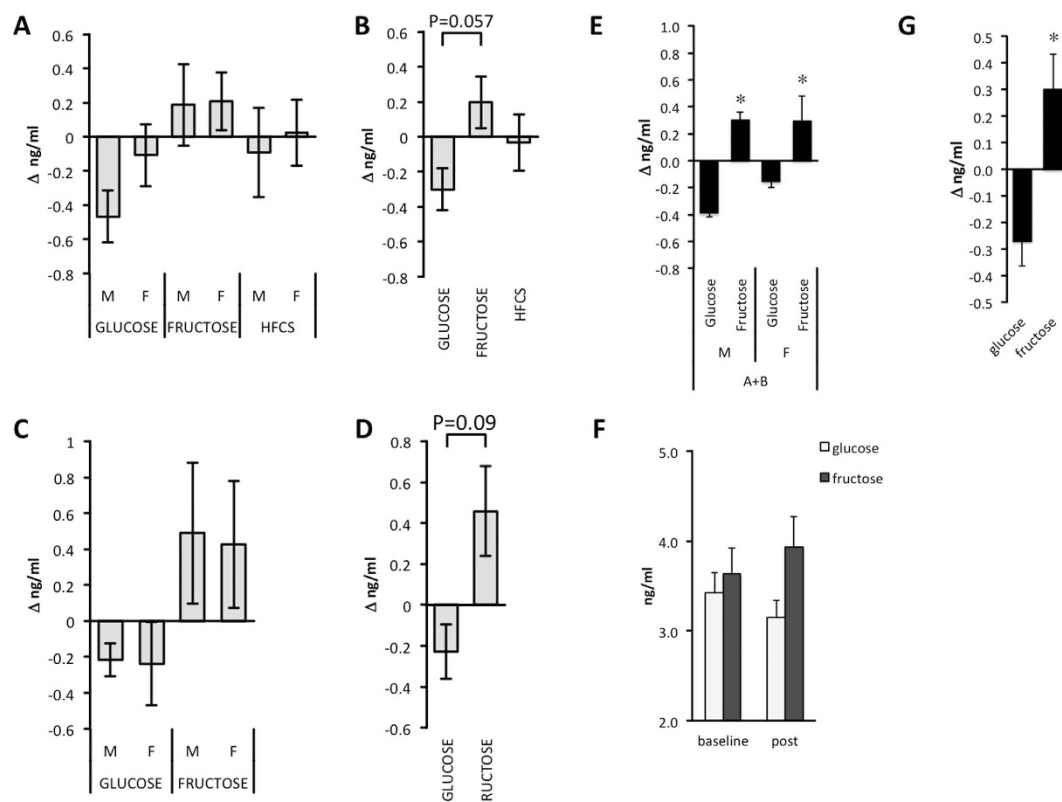 A
Δ ng/ml
0.6
0.4
0.2
0
-0.2
-0.4
-0.6
-0.8
M F M F M F
GLUCOSE FRUCTOSE HFCS
B
P=0.057
Δ ng/ml
0.6
0.4
0.2
0
-0.2
-0.4
-0.6
-0.8
GLUCOSE
FRUCTOSE
HFCS
E
Δ ng/ml
1.0
0.8
0.6
0.4
0.2
0.0
-0.2
-0.4
0.6
0.8
* *
Glucose
Fructose
Glucose
Fructose
M F
A+B
G
Δ ng/ml
0.5
0.4
0.3
0.2
0.1
0.0
-0.1
-0.2
-0.3
-0.4
-0.5
*
glucose
fructose
C
Δ ng/ml
1
0.8
0.6
0.4
0.2
0
-0.2
-0.4
-0.6
M F M F
GLUCOSE FRUCTOSE
D
P=0.09
Δ ng/ml
0.8
0.6
0.4
0.2
0
-0.2
-0.4
-0.6
GLUCOSE
RUCTOSE
F
glucose
fructose
ng/ml
5.0
4.0
3.0
2.0
baseline post